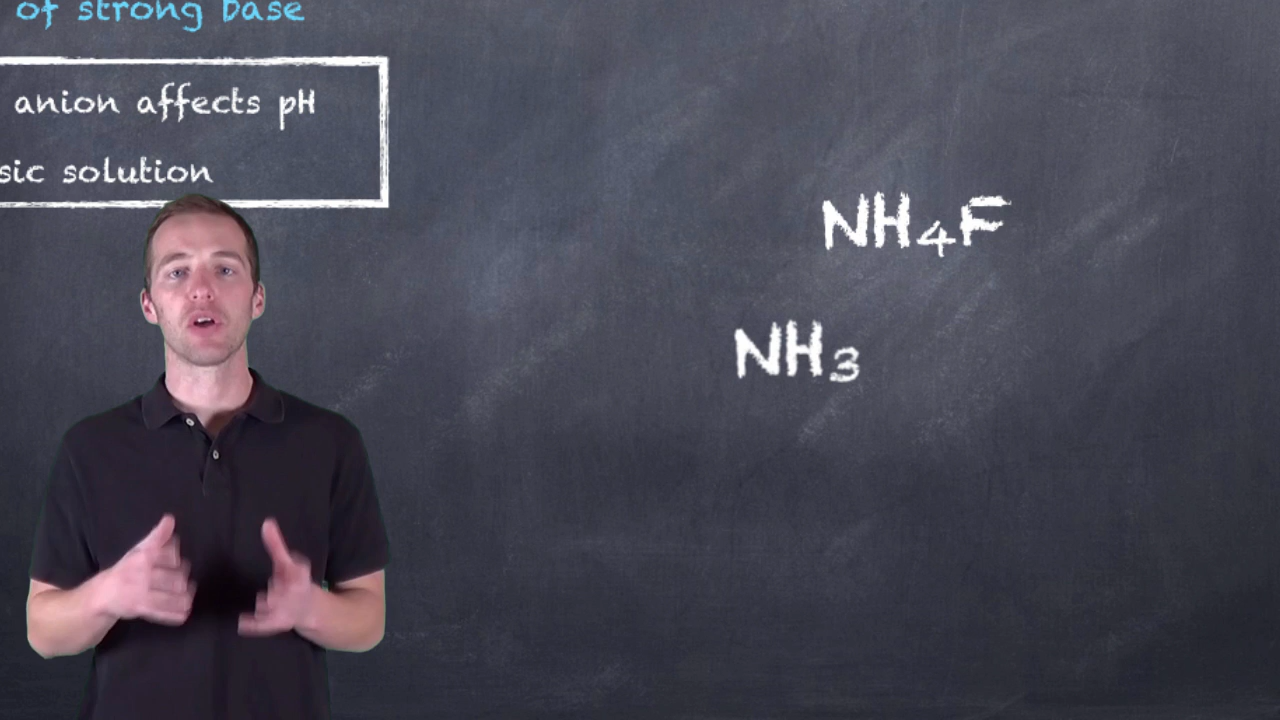 of strong base
anion affects pH
sic solution
NH₄F
NH₃